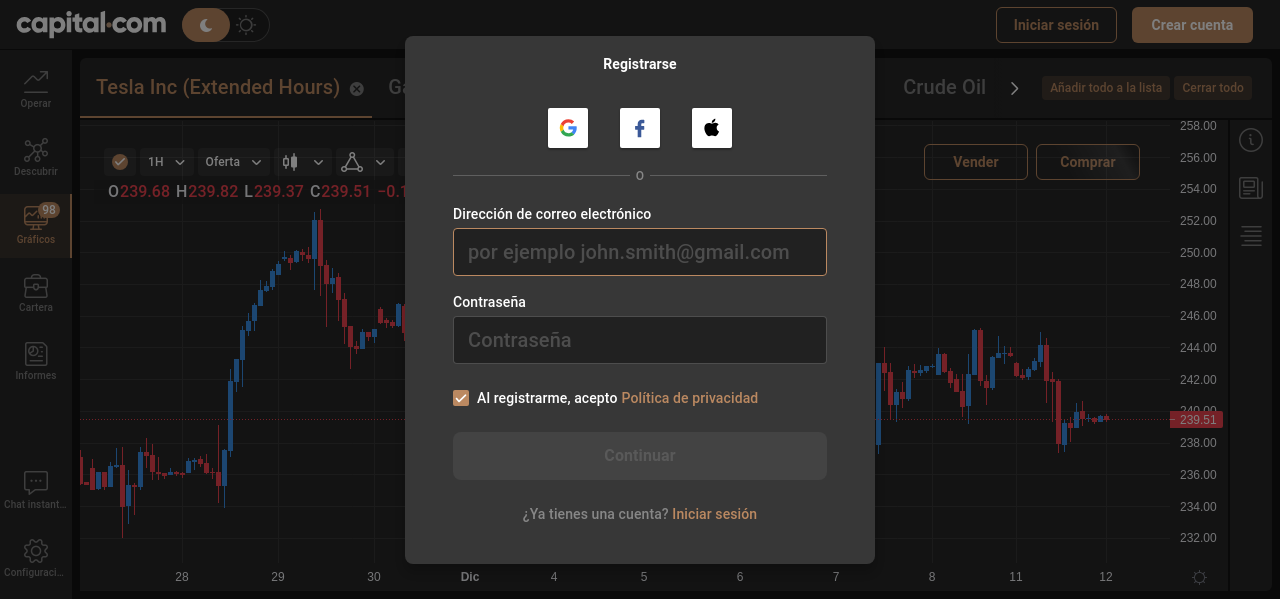 capital.com
Iniciar sesión
Crear cuenta
Registrarse
Tesla Inc (Extended Hours)
Crude Oil
Añadir todo a la lista
Cerrar todo
Operar
Descubrir
98
Gráficos
Cartera
Informes
Chat instant...
Configuraci...
1H
Oferta
O239.68 H239.82 L239.37 C239.51
Vender
Comprar
o
Dirección de correo electrónico
por ejemplo john.smith@gmail.com
Contraseña
Contraseña
Al registrarme, acepto Política de privacidad
Continuar
¿Ya tienes una cuenta? Iniciar sesión
258.00
256.00
254.00
252.00
250.00
248.00
246.00
244.00
242.00
240.00
239.51
238.00
236.00
234.00
232.00
28 29 30 Dic 4 5 6 7 8 11 12